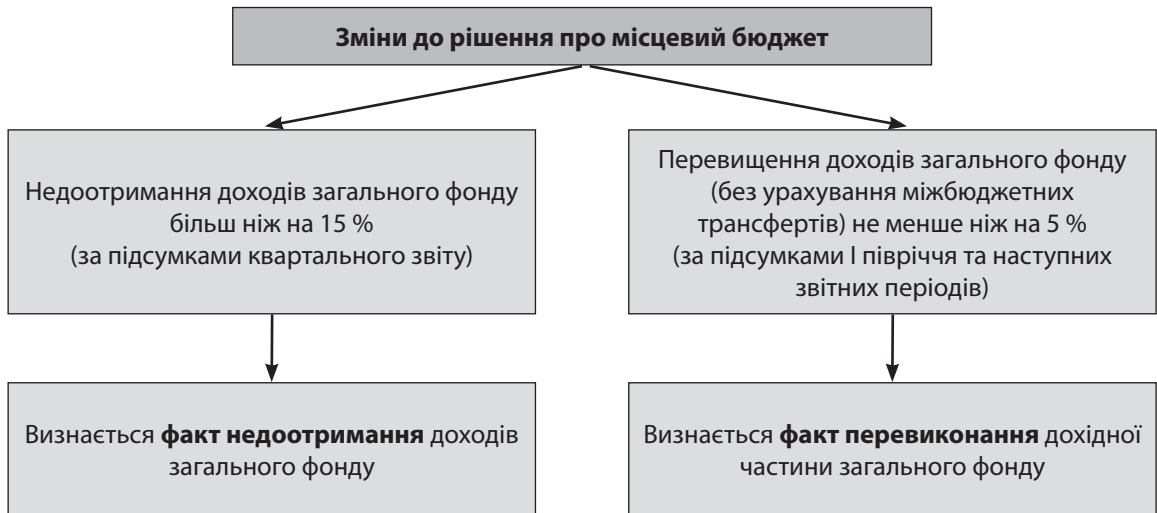 Зміни до рішення про місцевий бюджет
Недоотримання доходів загального фонду
більш ніж на 15 %
(за підсумками квартального звіту)
Перевищення доходів загального фонду
(без урахування міжбюджетних
трансфертів) не менше ніж на 5 %
(за підсумками І півріччя та наступних
звітних періодів)
Визнається факт недоотримання доходів
загального фонду
Визнається факт перевиконання дохідної
частини загального фонду